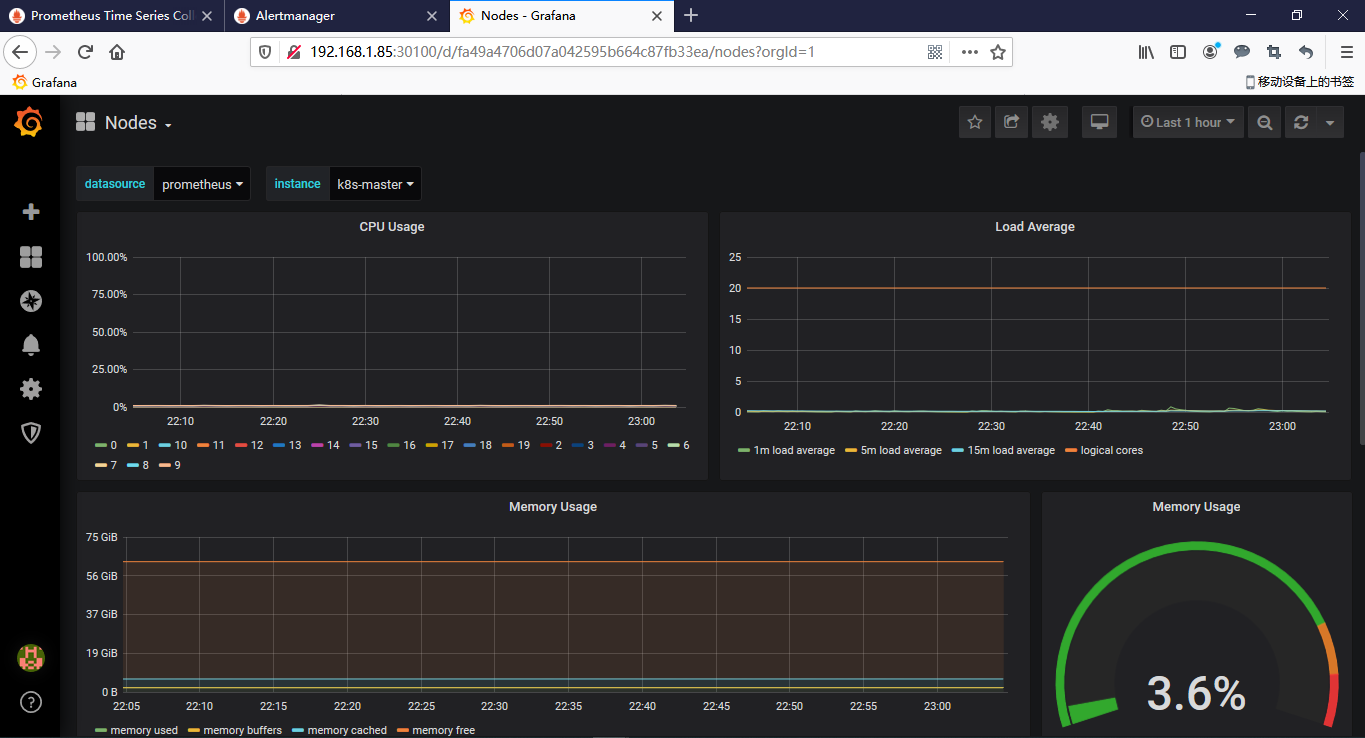 Prometheus Time Series Coll
Alertmanager
Nodes - Grafana
192.168.1.85:30100/d/fa49a4706d07a042595b664c87fb33ea/nodes?orgId=1
Grafana
移动设备上的书签
Nodes
Last 1 hour
datasource prometheus instance k8s-master
CPU Usage
100.00%
75.00%
50.00%
25.00%
0%
22:10 22:20 22:30 22:40 22:50 23:00
0 1 10 11 12 13 14 15 16 17 18 19 2 3 4 5 6
7 8 9
Load Average
25
20
15
10
5
0
22:10 22:20 22:30 22:40 22:50 23:00
1m load average 5m load average 15m load average logical cores
Memory Usage
75 GiB
56 GiB
37 GiB
19 GiB
0 B
22:05 22:10 22:15 22:20 22:25 22:30 22:35 22:40 22:45 22:50 22:55 23:00
memory used memory buffers memory cached memory free
Memory Usage
3.6%